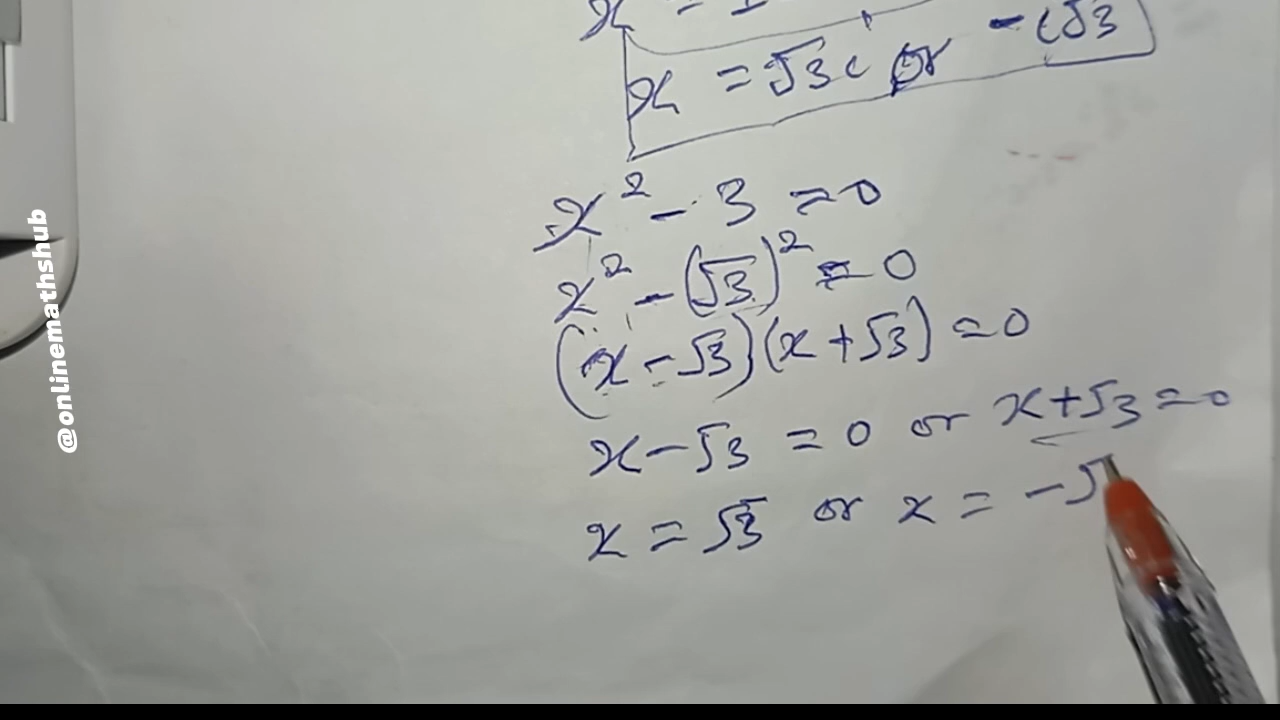 x =
x = √3i or - i√3
x² - 3 = 0
x² - (√3)² = 0
(x - √3)(x + √3) = 0
x - √3 = 0 or x + √3 = 0
x = √3 or x = - √
@onlinemathshub